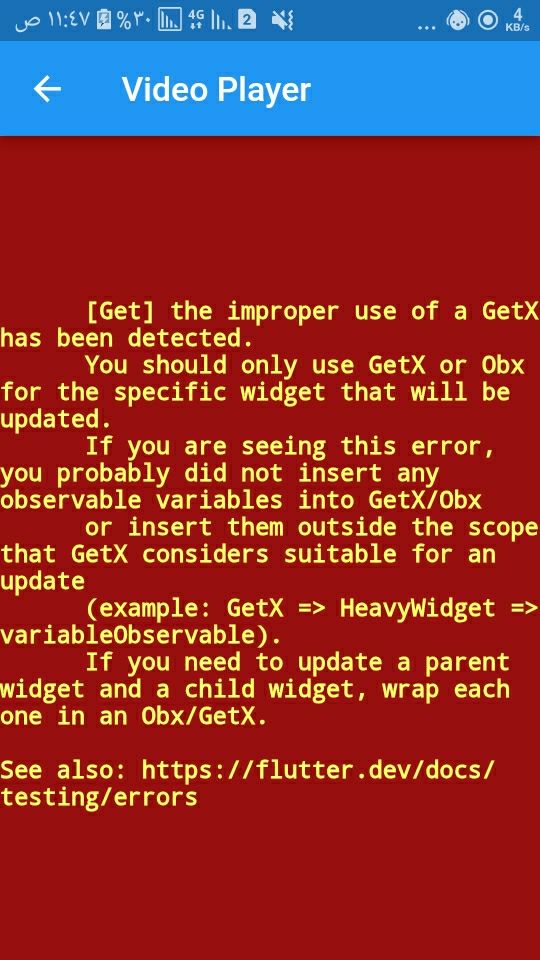 ص ١١:٤٧ %٣٠ 4G 2 ... 4 KB/s
Video Player
[Get] the improper use of a GetX
has been detected.
You should only use GetX or Obx
for the specific widget that will be
updated.
If you are seeing this error,
you probably did not insert any
observable variables into GetX/Obx
or insert them outside the scope
that GetX considers suitable for an
update
(example: GetX => HeavyWidget =>
variableObservable).
If you need to update a parent
widget and a child widget, wrap each
one in an Obx/GetX.
See also: https://flutter.dev/docs/
testing/errors